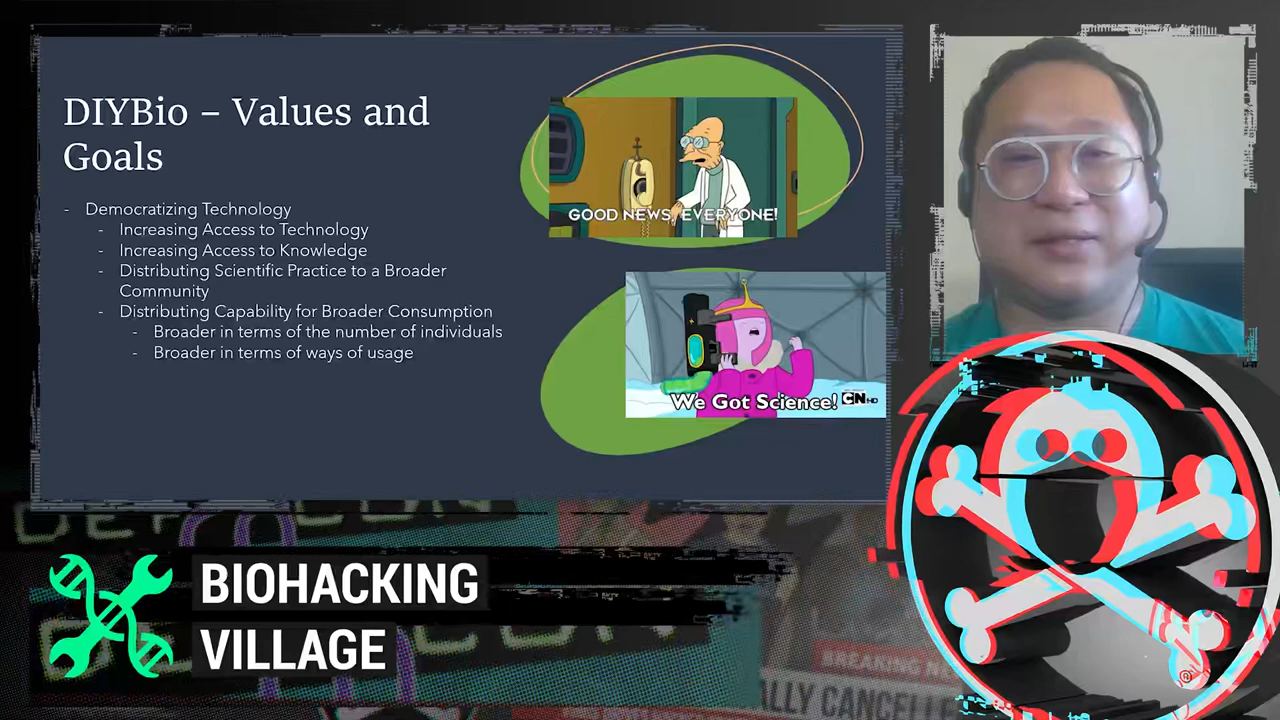 DIYBio – Values and
Goals
- Democratizing Technology
- Increasing Access to Technology
- Increasing Access to Knowledge
- Distributing Scientific Practice to a Broader
Community
- Distributing Capability for Broader Consumption
- Broader in terms of the number of individuals
- Broader in terms of ways of usage
GOOD NEWS, EVERYONE!
We Got Science!
CN HD
BIOHACKING
VILLAGE
BREAKING
ALLY CANCELLE
®